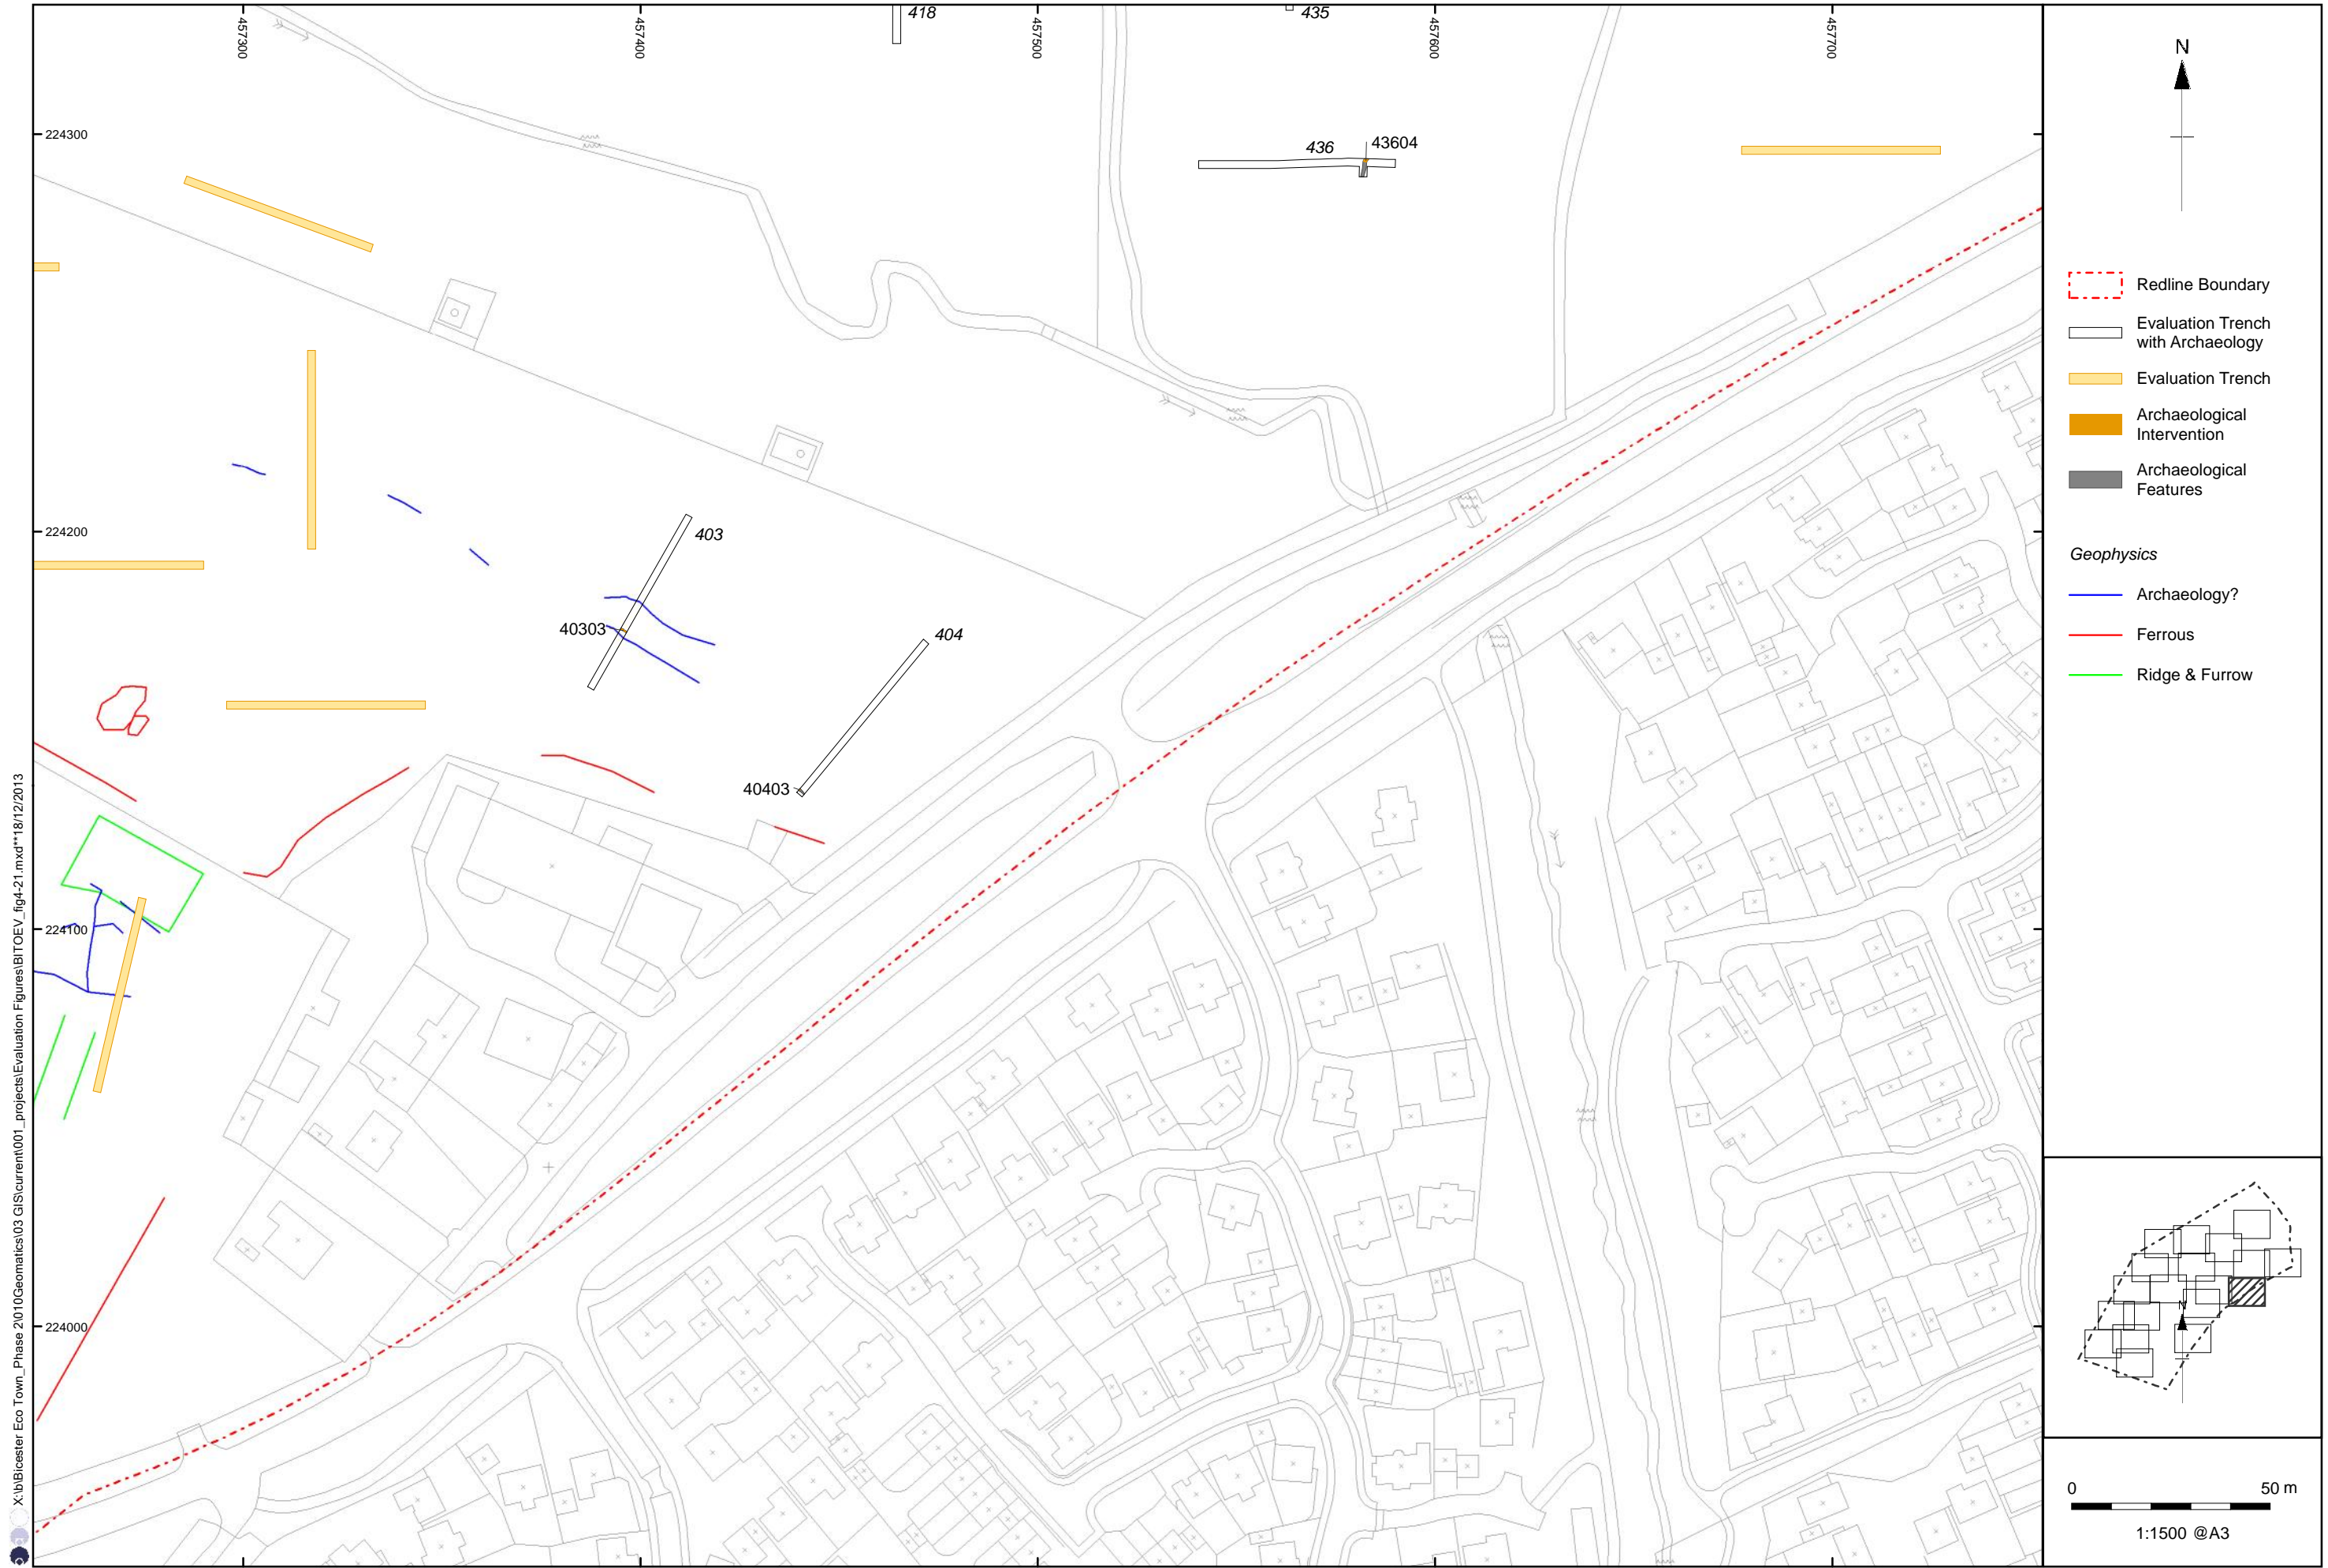 457300
457400
418
457500
435
457600
457700
224300
436
43604
224200
403
40303
404
40403
224100
224000
X:\b\Bicester Eco Town_Phase 2\010Geomatics\03 GIS\current\001_projects\Evaluation Figures\BITOEV_fig4-21.mxd**18/12/2013
N
Redline Boundary
Evaluation Trench
with Archaeology
Evaluation Trench
Archaeological
Intervention
Archaeological
Features
Geophysics
Archaeology?
Ferrous
Ridge & Furrow
N
0 50 m
1:1500 @A3